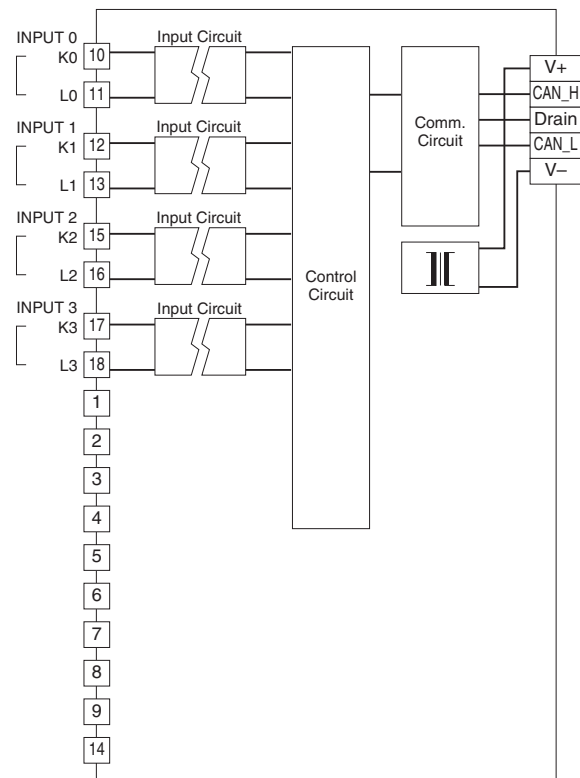 INPUT 0
K0 10
L0 11
Input Circuit
INPUT 1
K1 12
L1 13
Input Circuit
INPUT 2
K2 15
L2 16
Input Circuit
INPUT 3
K3 17
L3 18
Input Circuit
1
2
3
4
5
6
7
8
9
14
Control
Circuit
Comm.
Circuit
V+
CAN_H
Drain
CAN_L
V–